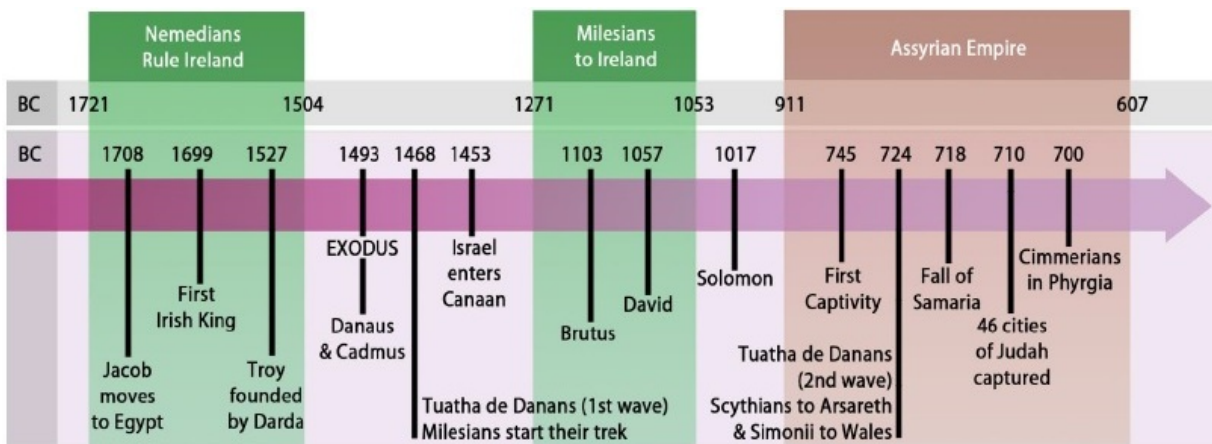 Nemedians
Rule Ireland
Milesians
to Ireland
Assyrian Empire
BC 1721 1504 1271 1053 911 607
BC 1708 1699 1527 1493 1468 1453 1103 1057 1017 745 724 718 710 700
Jacob
moves
to Egypt
First
Irish King
Troy
founded
by Darda
EXODUS
Danaus
& Cadmus
Tuatha de Danans (1st wave)
Milesians start their trek
Israel
enters
Canaan
Brutus
David
Solomon
First
Captivity
Tuatha de Danans
(2nd wave)
Scythians to Arsareth
& Simonii to Wales
Fall of
Samaria
46 cities
of Judah
captured
Cimmerians
in Phyrgia